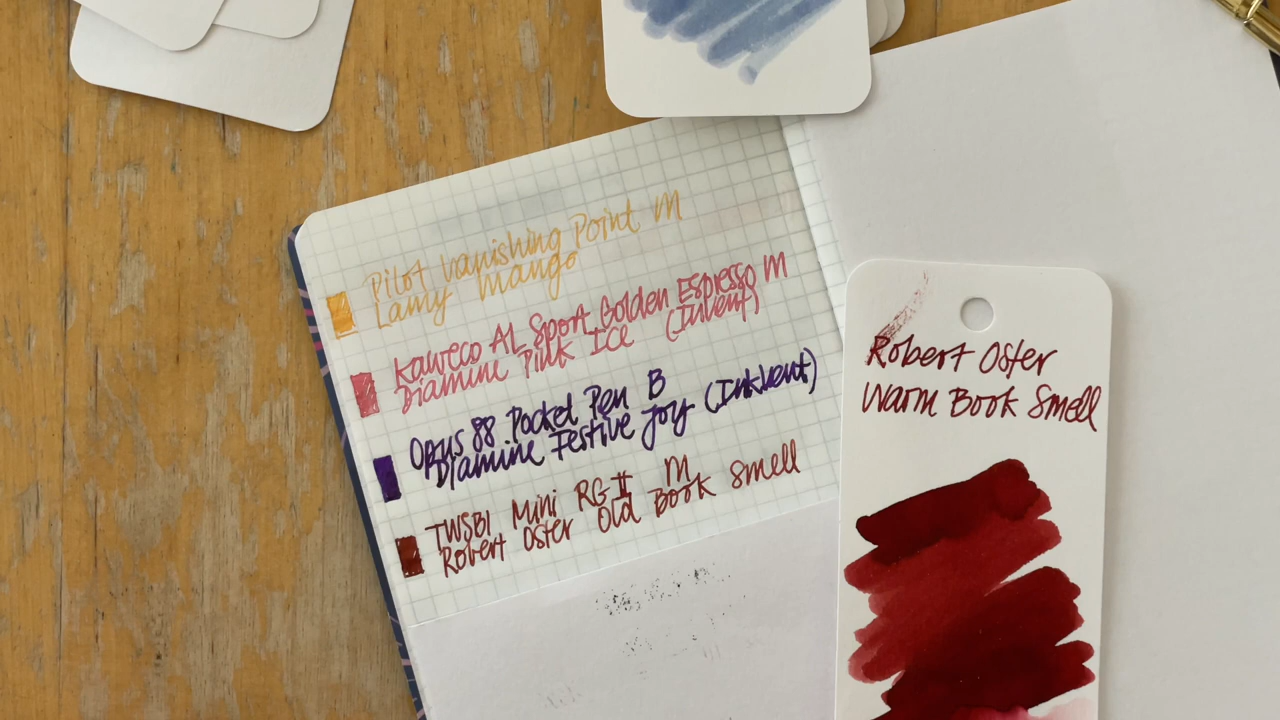 Pilot Vanishing Point M
Lamy Mango
Kaweco AL Sport Golden Espresso M
Diamine Pink Ice (Invent)
Opus 88 Pocket Pen B
Diamine Festive Joy (Inkvent)
TWSBI Mini RG II M
Robert Oster Old Book Smell
Robert Oster
Warm Book Smell